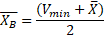 X̅_B̅ = (V_min + X̅) / 2